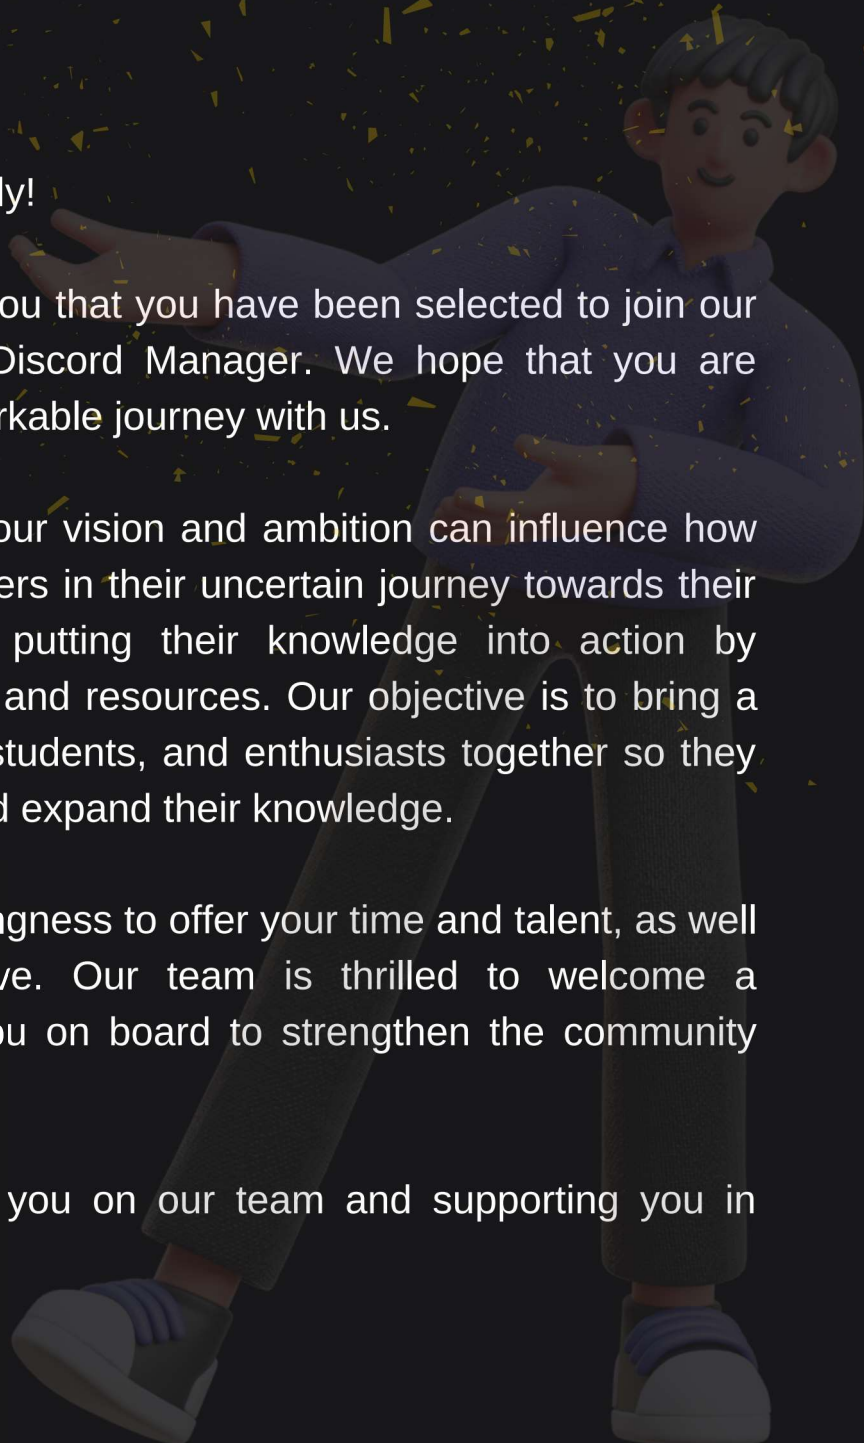 ly!
ou that you have been selected to join our
Discord Manager. We hope that you are
rkable journey with us.
our vision and ambition can influence how
ers in their uncertain journey towards their
putting their knowledge into action by
and resources. Our objective is to bring a
students, and enthusiasts together so they
d expand their knowledge.
ngness to offer your time and talent, as well
ve. Our team is thrilled to welcome a
ou on board to strengthen the community
you on our team and supporting you in